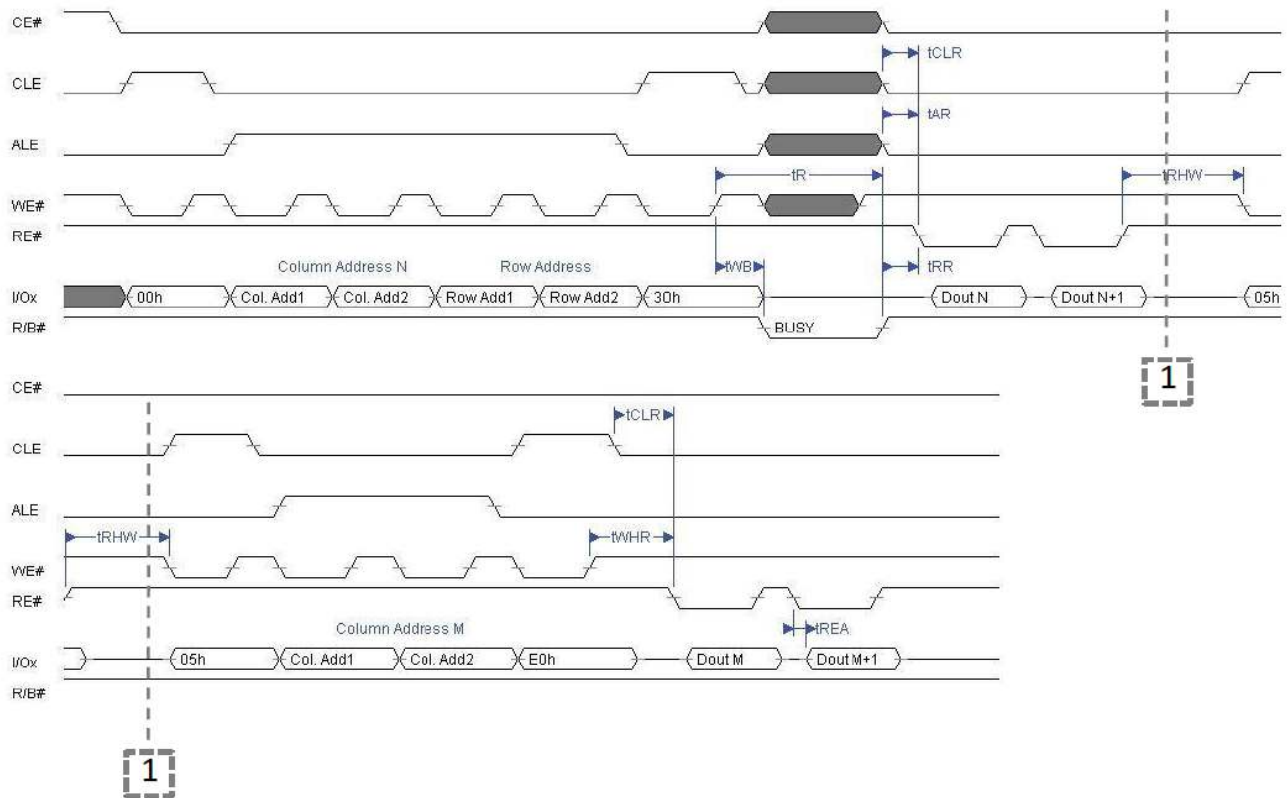 CE#
tCLR
CLE
tAR
ALE
tR
tRHW
WE#
RE#
Column Address N Row Address
tWB
tRR
I/Ox
00h Col. Add1 Col. Add2 Row Add1 Row Add2 30h Dout N Dout N+1 05h
R/B#
BUSY
1
CE#
tCLR
CLE
ALE
tRHW
tWHR
WE#
RE#
Column Address M
tREA
I/Ox
05h Col. Add1 Col. Add2 E0h Dout M Dout M+1
R/B#
1